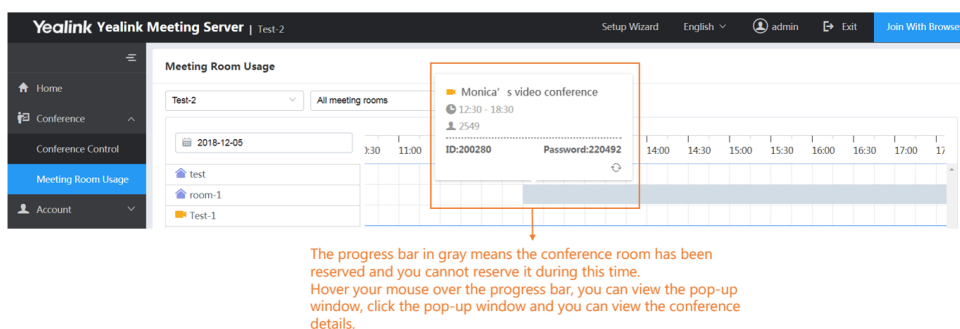 Yealink Yealink Meeting Server | Test-2
Setup Wizard English admin Exit Join With Browse
Meeting Room Usage
Home
Test-2 All meeting rooms
Conference
2018-12-05
Conference Control
Meeting Room Usage
Account
Monica' s video conference
12:30 - 18:30
2549
ID:200280 Password:220492
:30 11:00 14:00 14:30 15:00 15:30 16:00 16:30 17:00 17
test
room-1
Test-1
The progress bar in gray means the conference room has been
reserved and you cannot reserve it during this time.
Hover your mouse over the progress bar, you can view the pop-up
window, click the pop-up window and you can view the conference
details.